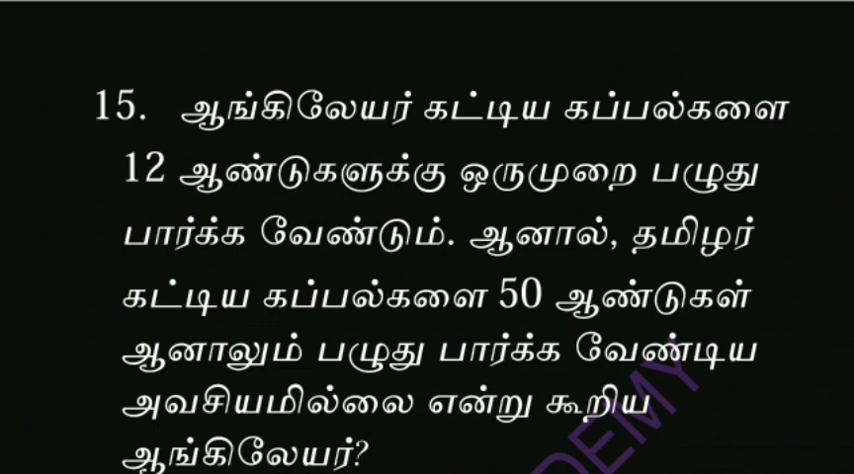 15. ஆங்கிலேயர் கட்டிய கப்பல்களை
12 ஆண்டுகளுக்கு ஒருமுறை பழுது
பார்க்க வேண்டும். ஆனால், தமிழர்
கட்டிய கப்பல்களை 50 ஆண்டுகள்
ஆனாலும் பழுது பார்க்க வேண்டிய
அவசியமில்லை என்று கூறிய
ஆங்கிலேயர்?
DEMY